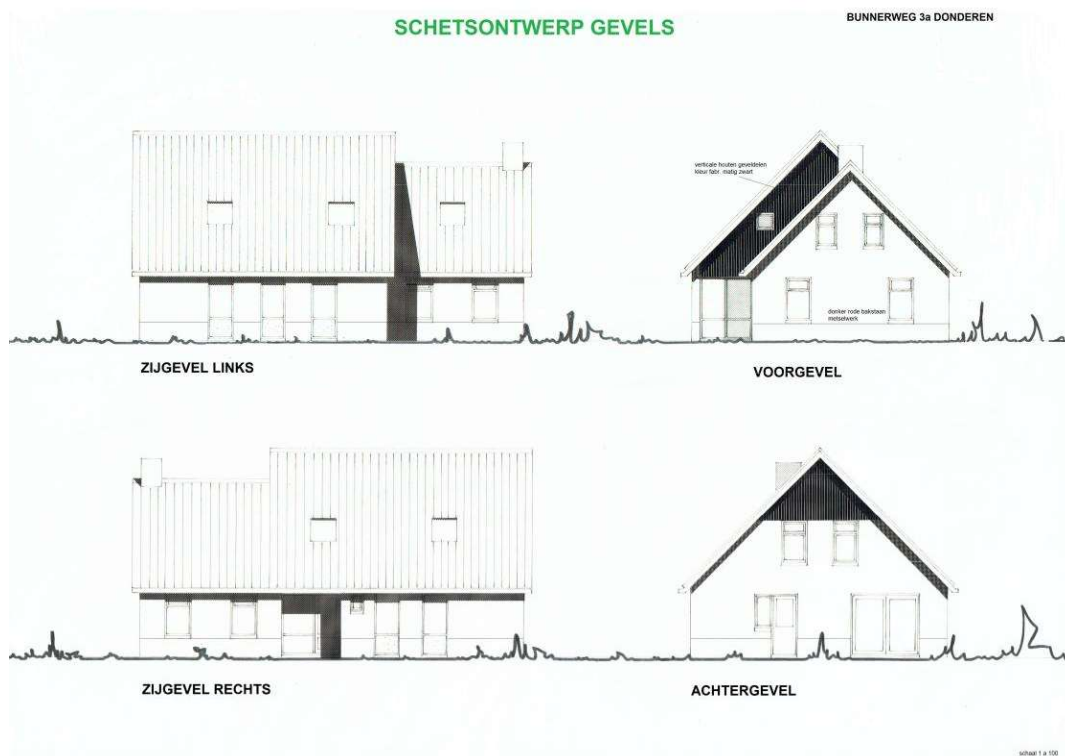 SCHETSONTWERP GEVELS
BUNNERWEG 3a DONDEREN
verticale houten geveldelen
kleur fabr. matig zwart
donker rode bakstaan
metselwerk
ZIJGEVEL LINKS
VOORGEVEL
ZIJGEVEL RECHTS
ACHTERGEVEL
schaal 1 a 100